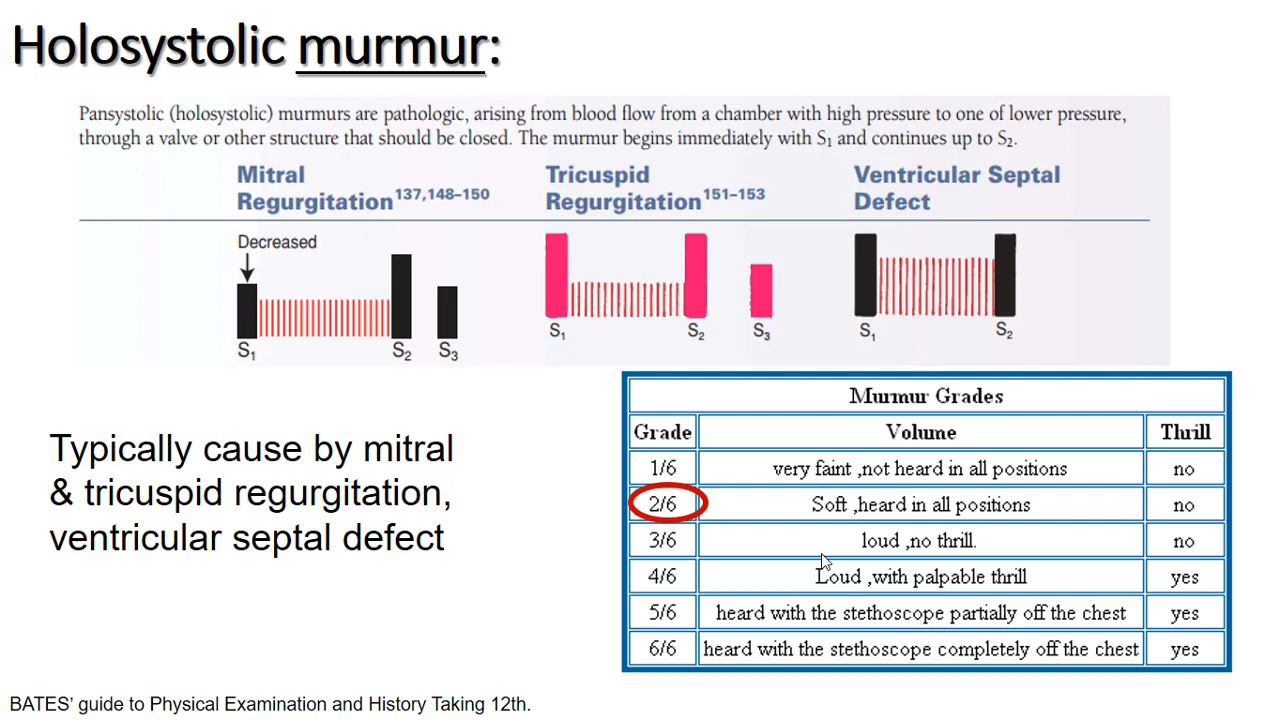 Holosystolic murmur:
Pansystolic (holosystolic) murmurs are pathologic, arising from blood flow from a chamber with high pressure to one of lower pressure,
through a valve or other structure that should be closed. The murmur begins immediately with S₁ and continues up to S₂.
Mitral
Regurgitation137,148–150
Tricuspid
Regurgitation151–153
Ventricular Septal
Defect
Decreased
S₁ S₂ S₃
S₁ S₂ S₃
S₁ S₂
Typically cause by mitral
& tricuspid regurgitation,
ventricular septal defect
Murmur Grades
Grade Volume Thrill
1/6 very faint ,not heard in all positions no
2/6 Soft ,heard in all positions no
3/6 loud ,no thrill. no
4/6 Loud ,with palpable thrill yes
5/6 heard with the stethoscope partially off the chest yes
6/6 heard with the stethoscope completely off the chest yes
BATES’ guide to Physical Examination and History Taking 12th.